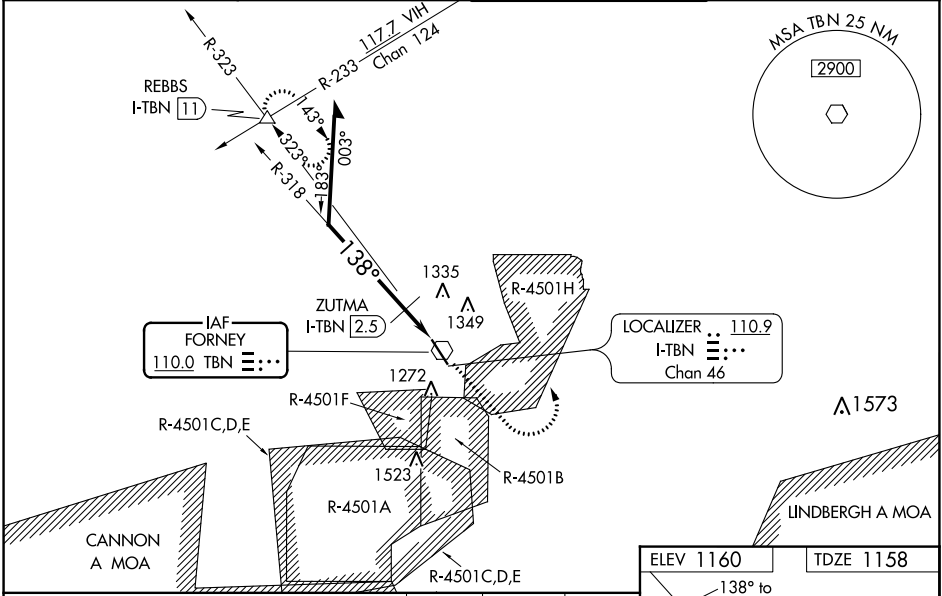 R-323
R-233 117.7 VIH
Chan 124
MSA TBN 25 NM
2900
REBBS
I-TBN 11
143°
323°
003°
183°
R-318
138°
ZUTMA
I-TBN 2.5
1335
1349
R-4501H
IAF
FORNEY
110.0 TBN
LOCALIZER 110.9
I-TBN
Chan 46
1272
R-4501F
1573
R-4501C,D,E
1523
R-4501B
R-4501A
LINDBERGH A MOA
CANNON
A MOA
R-4501C,D,E
ELEV 1160
TDZE 1158
138° to